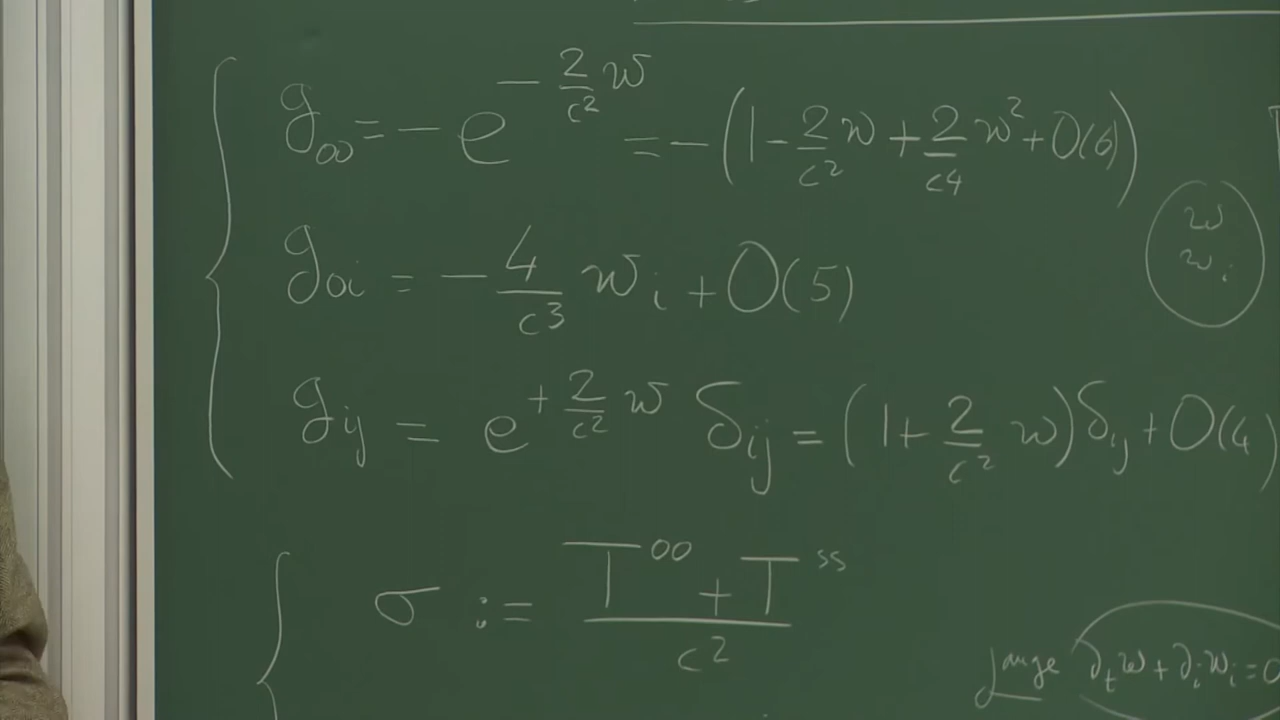 g₀₀ = − e^{− 2/c² w} = − (1 − 2/c² w + 2/c⁴ w² + O(6))
w
wᵢ
g₀ᵢ = − 4/c³ wᵢ + O(5)
gᵢⱼ = e^{+ 2/c² w} δᵢⱼ = (1 + 2/c² w) δᵢⱼ + O(4)
σ := (T⁰⁰ + Tˢˢ)/c²
gauge ∂ₜw + ∂ᵢwᵢ = 0